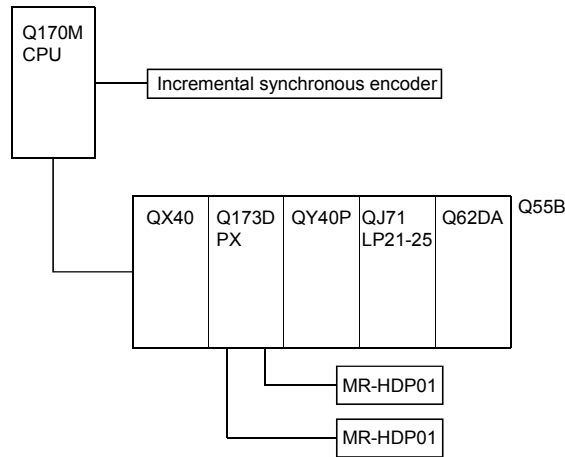 Q170M
CPU
Incremental synchronous encoder
QX40
Q173D
PX
QY40P
QJ71
LP21-25
Q62DA
Q55B
MR-HDP01
MR-HDP01